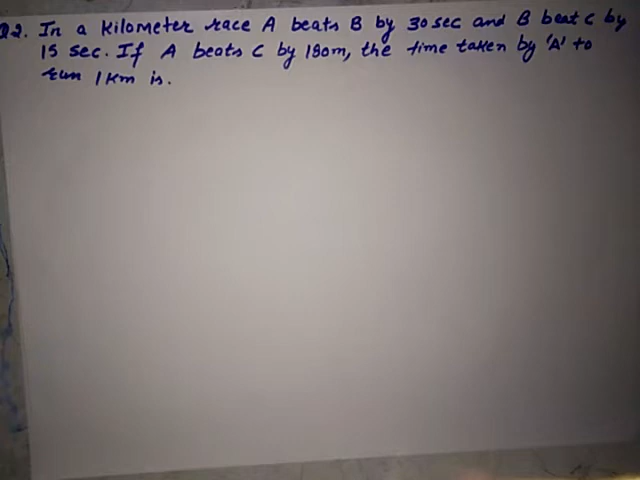 Q2. In a kilometer race A beats B by 30 sec and B beat C by
15 sec. If A beats C by 180m, the time taken by 'A' to
run 1 km is.